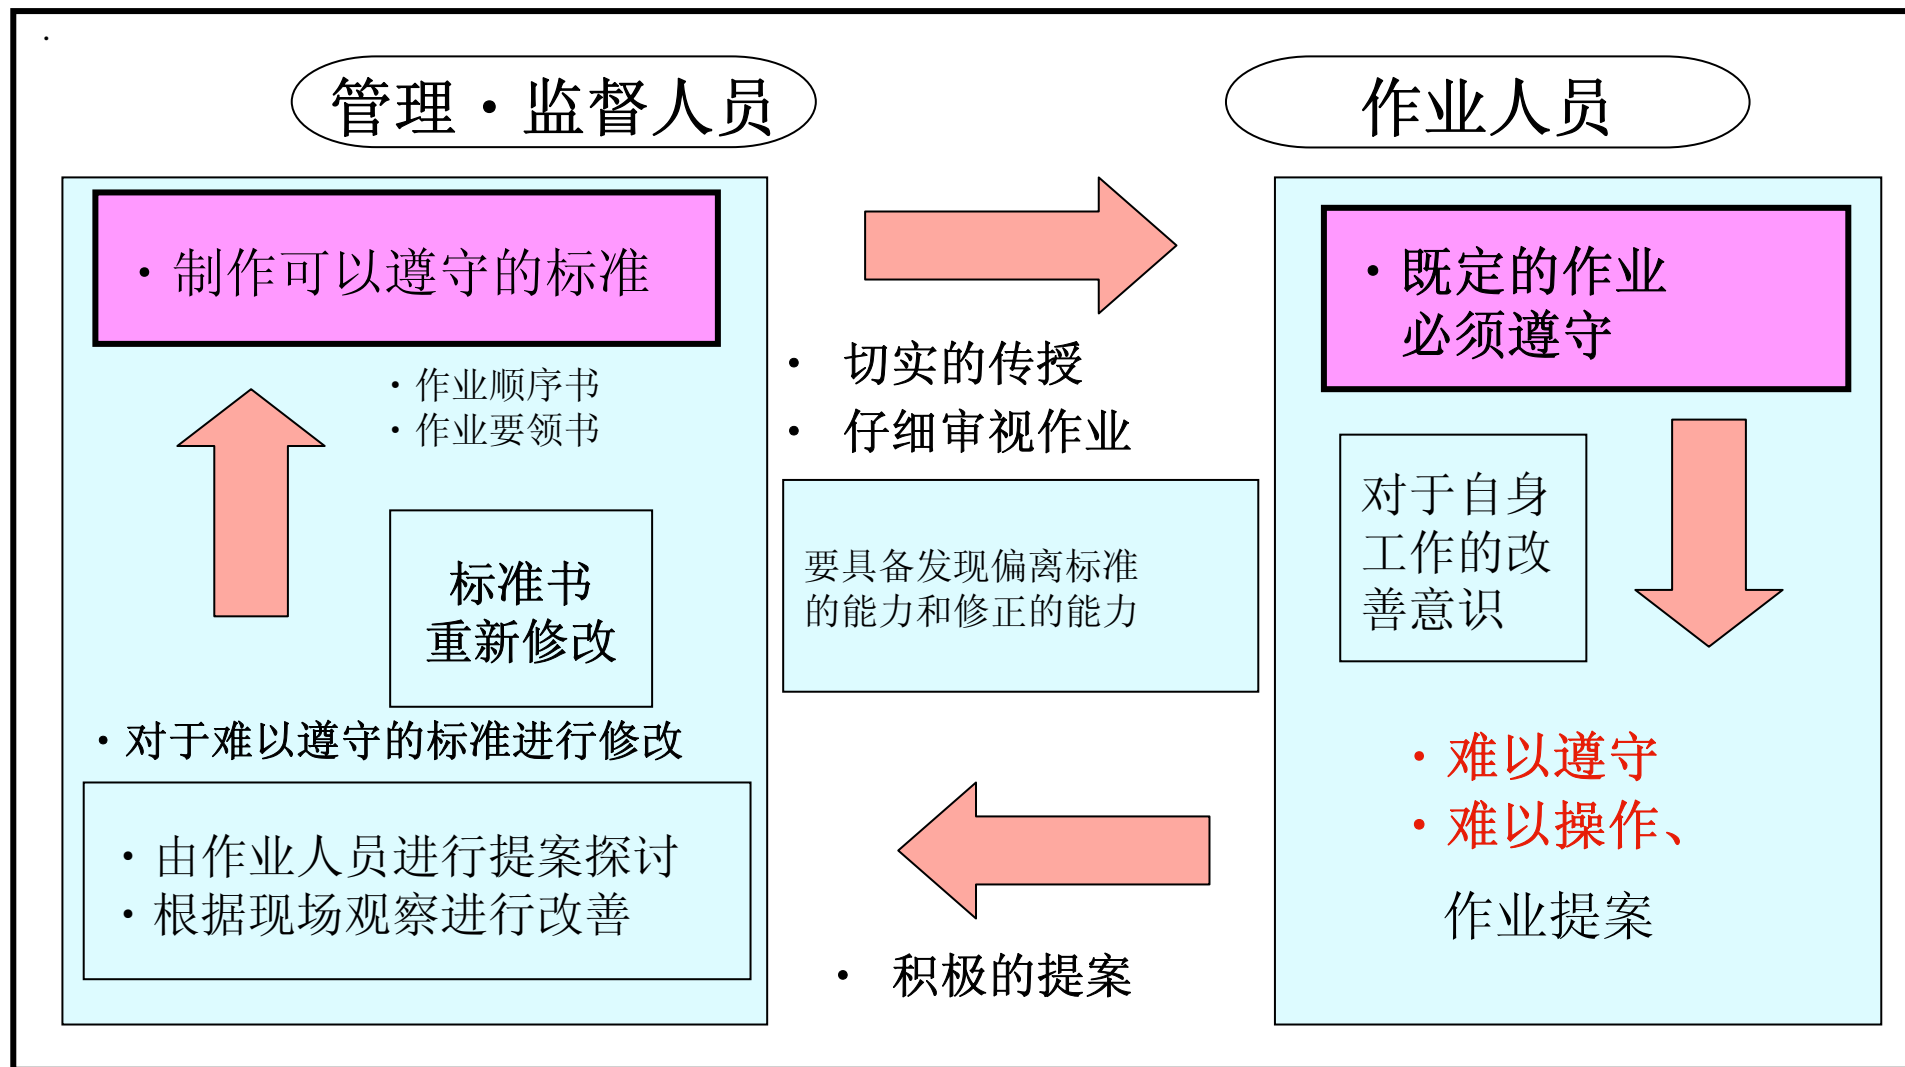 管理・监督人员
作业人员
・制作可以遵守的标准
・作业顺序书
・作业要领书
标准书
重新修改
・对于难以遵守的标准进行修改
・由作业人员进行提案探讨
・根据现场观察进行改善
・ 切实的传授
・ 仔细审视作业
要具备发现偏离标准
的能力和修正的能力
・ 积极的提案
・既定的作业
必须遵守
对于自身
工作的改
善意识
・难以遵守
・难以操作、
作业提案